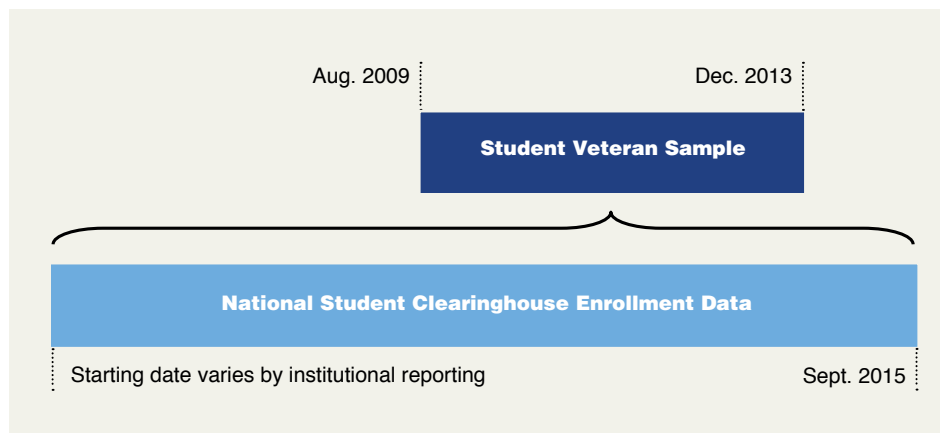 Aug. 2009
Dec. 2013
Student Veteran Sample
National Student Clearinghouse Enrollment Data
Starting date varies by institutional reporting
Sept. 2015